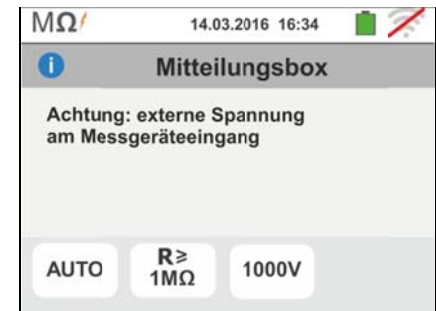 MΩ 14.03.2016 16:34
i Mitteilungsbox
Achtung: externe Spannung
am Messgeräteeingang
AUTO R≥ 1000V
1MΩ